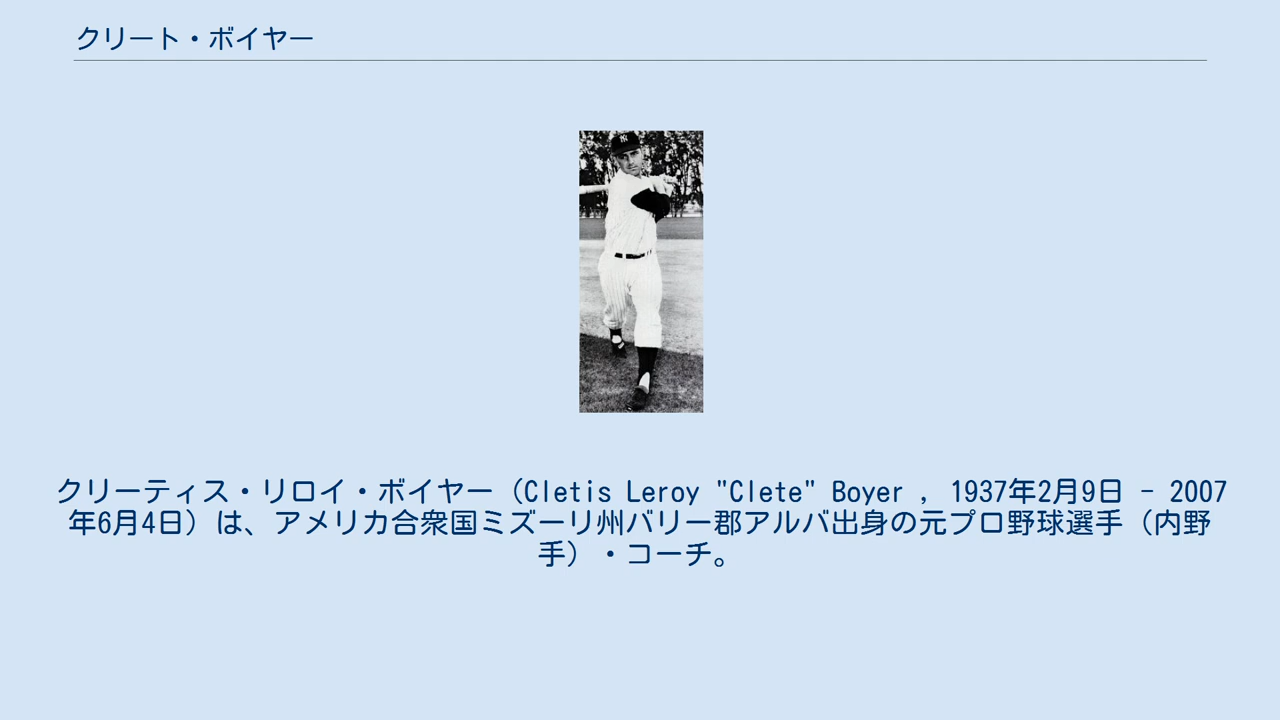 クリート・ボイヤー
クリーティス・リロイ・ボイヤー（Cletis Leroy "Clete" Boyer , 1937年2月9日 - 2007
年6月4日）は、アメリカ合衆国ミズーリ州バリー郡アルバ出身の元プロ野球選手（内野
手）・コーチ。